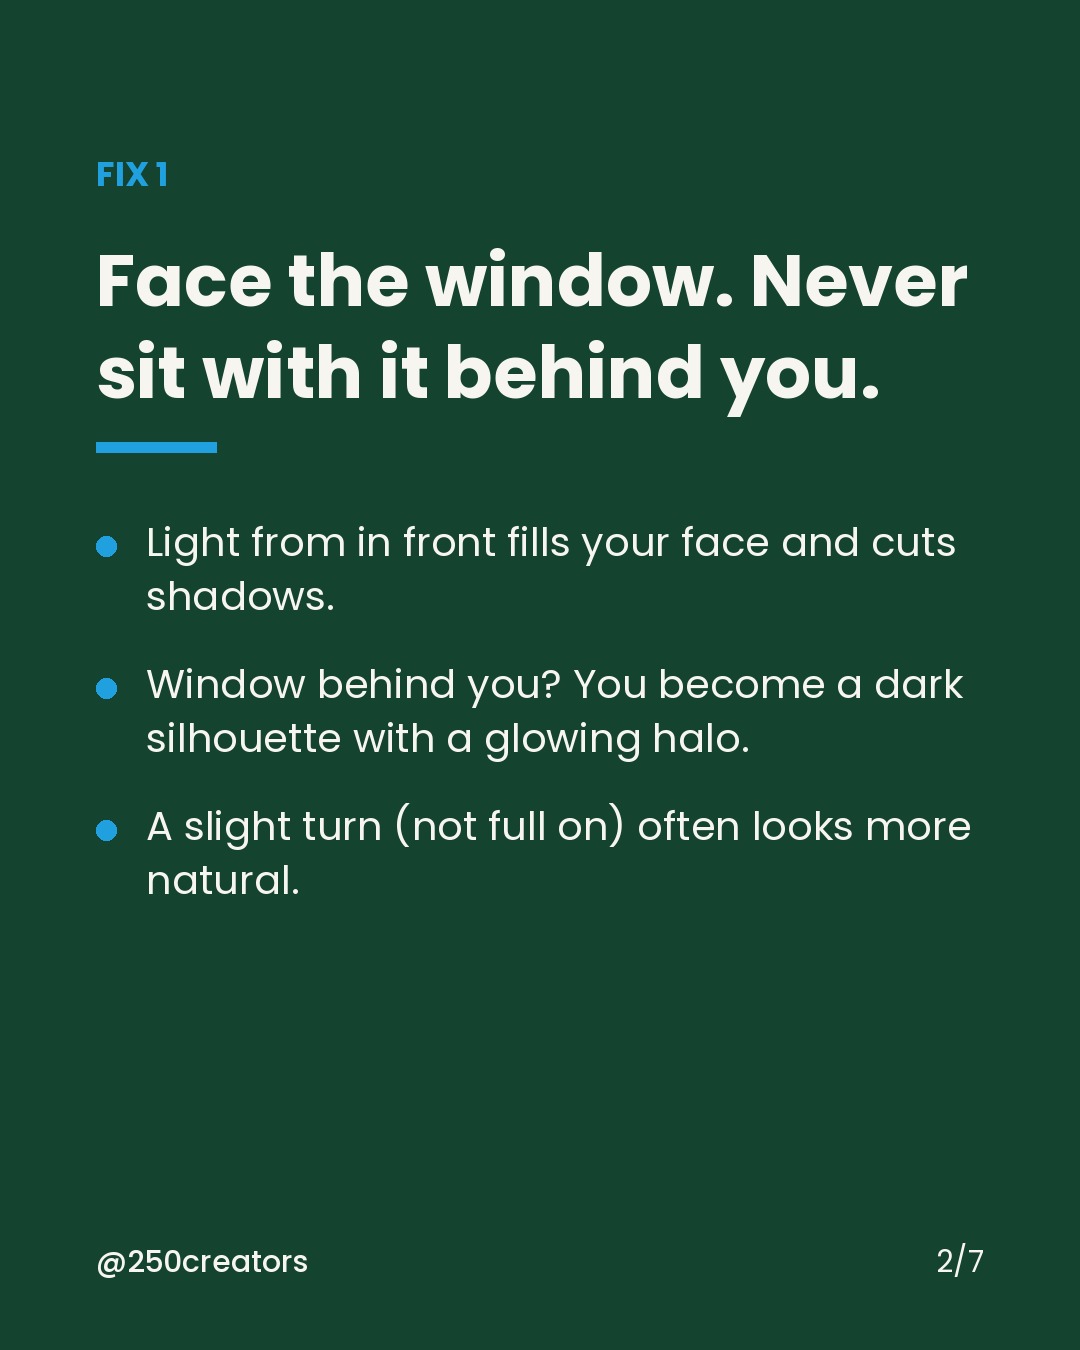 FIX 1
Face the window. Never
sit with it behind you.
Light from in front fills your face and cuts
shadows.
Window behind you? You become a dark
silhouette with a glowing halo.
A slight turn (not full on) often looks more
natural.
@250creators
2/7